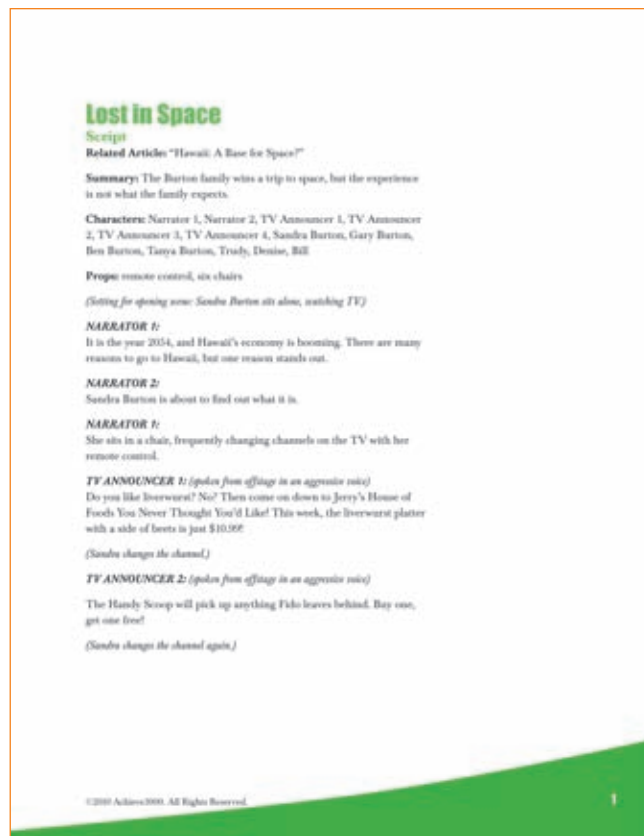 Lost in Space
Script
Related Article: “Hawaii: A Base for Space?”
Summary: The Burton family wins a trip to space, but the experience
is not what the family expects.
Characters: Narrator 1, Narrator 2, TV Announcer 1, TV Announcer
2, TV Announcer 3, TV Announcer 4, Sandra Burton, Gary Burton,
Ben Burton, Tanya Burton, Trudy, Denise, Bill
Props: remote control, six chairs
(Setting for opening scene: Sandra Burton sits alone, watching TV.)
NARRATOR 1:
It is the year 2054, and Hawaii’s economy is booming. There are many
reasons to go to Hawaii, but one reason stands out.
NARRATOR 2:
Sandra Burton is about to find out what it is.
NARRATOR 1:
She sits in a chair, frequently changing channels on the TV with her
remote control.
TV ANNOUNCER 1: (spoken from offstage in an aggressive voice)
Do you like liverwurst? No? Then come on down to Jerry’s House of
Foods You Never Thought You’d Like! This week, the liverwurst platter
with a side of beets is just $10.99!
(Sandra changes the channel.)
TV ANNOUNCER 2: (spoken from offstage in an aggressive voice)
The Handy Scoop will pick up anything Fido leaves behind. Buy one,
get one free!
(Sandra changes the channel again.)
©2010 Achieve3000. All Rights Reserved.
1